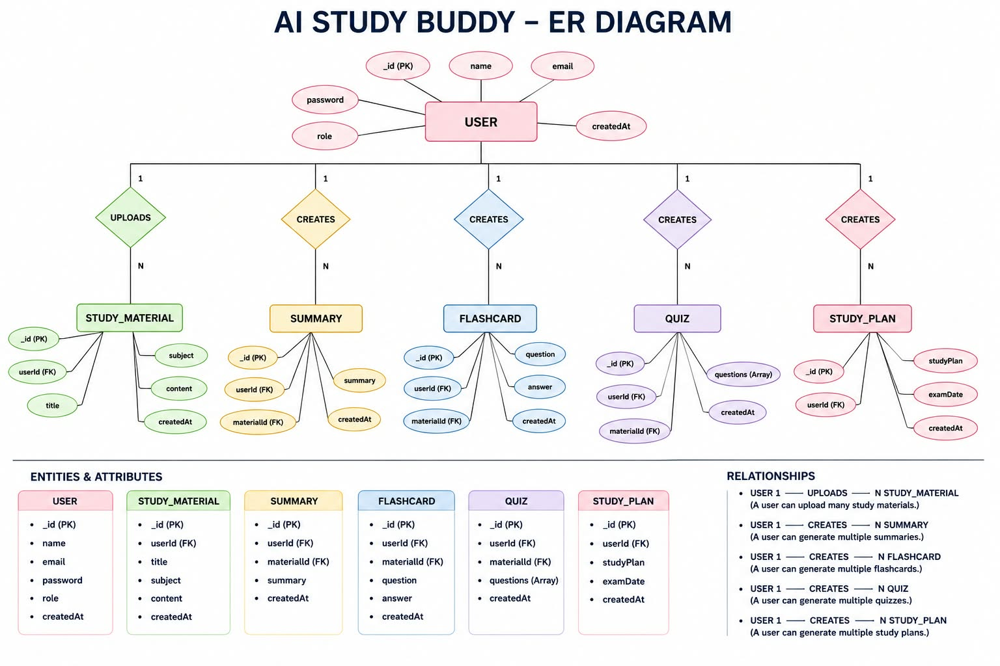 AI STUDY BUDDY – ER DIAGRAM
_id (PK)
name
email
password
role
USER
createdAt
1
1
1
1
1
UPLOADS
CREATES
CREATES
CREATES
CREATES
N
N
N
N
N
STUDY_MATERIAL
_id (PK)
userId (FK)
title
subject
content
createdAt
SUMMARY
_id (PK)
userId (FK)
materialId (FK)
summary
createdAt
FLASHCARD
_id (PK)
userId (FK)
materialId (FK)
question
answer
createdAt
QUIZ
_id (PK)
userId (FK)
materialId (FK)
questions (Array)
createdAt
STUDY_PLAN
_id (PK)
userId (FK)
studyPlan
examDate
createdAt
ENTITIES & ATTRIBUTES
USER
• _id (PK)
• name
• email
• password
• role
• createdAt
STUDY_MATERIAL
• _id (PK)
• userId (FK)
• title
• subject
• content
• createdAt
SUMMARY
• _id (PK)
• userId (FK)
• materialId (FK)
• summary
• createdAt
FLASHCARD
• _id (PK)
• userId (FK)
• materialId (FK)
• question
• answer
• createdAt
QUIZ
• _id (PK)
• userId (FK)
• materialId (FK)
• questions (Array)
• createdAt
STUDY_PLAN
• _id (PK)
• userId (FK)
• studyPlan
• examDate
• createdAt
RELATIONSHIPS
• USER 1 —— UPLOADS —— N STUDY_MATERIAL
(A user can upload many study materials.)
• USER 1 —— CREATES —— N SUMMARY
(A user can generate multiple summaries.)
• USER 1 —— CREATES —— N FLASHCARD
(A user can generate multiple flashcards.)
• USER 1 —— CREATES —— N QUIZ
(A user can generate multiple quizzes.)
• USER 1 —— CREATES —— N STUDY_PLAN
(A user can generate multiple study plans.)